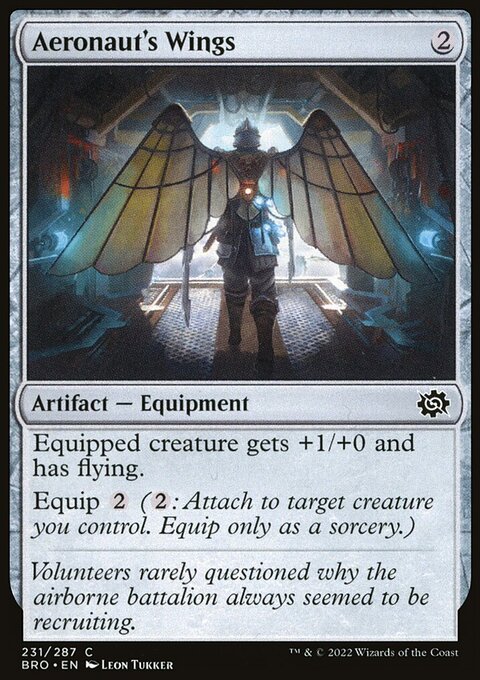 Aeronaut's Wings 2
Artifact — Equipment
Equipped creature gets +1/+0 and
has flying.
Equip 2 (2: Attach to target creature
you control. Equip only as a sorcery.)
Volunteers rarely questioned why the
airborne battalion always seemed to be
recruiting.
231/287 C
BRO • EN Leon Tukker
™ & © 2022 Wizards of the Coast